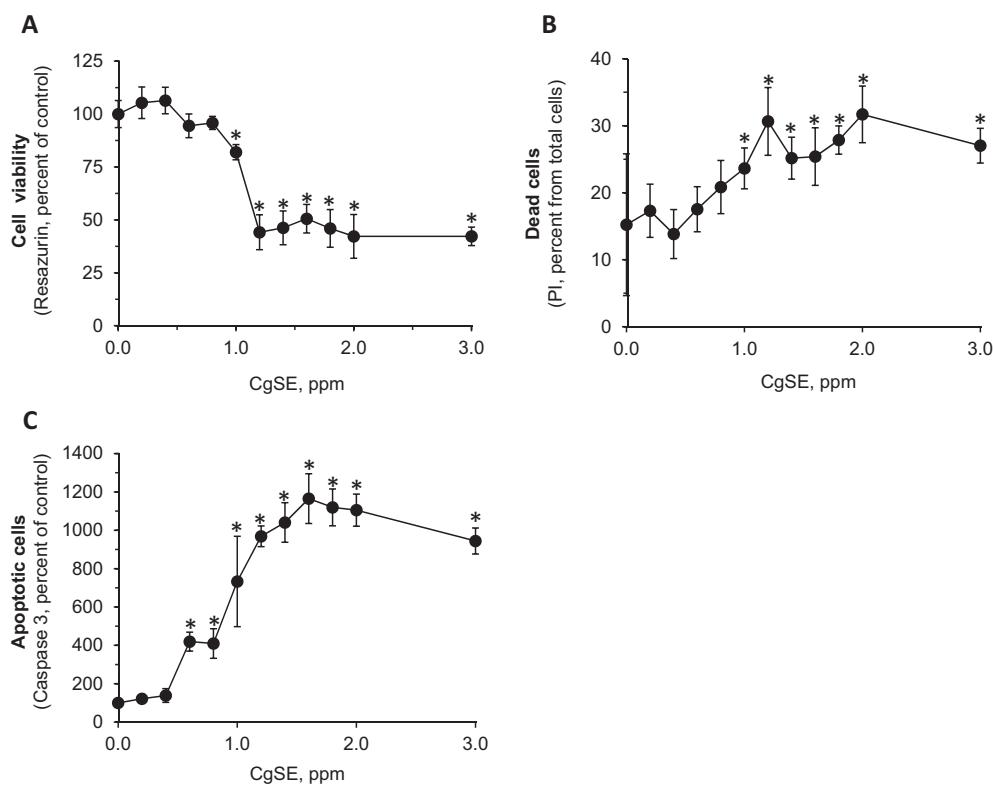 A
Cell viability
(Resazurin, percent of control)
125
100
75
50
25
0
*
* * * * * *
0.0 1.0 2.0 3.0
CgSE, ppm
B
Dead cells
(PI, percent from total cells)
40
30
20
10
0
* * * * * * *
0.0 1.0 2.0 3.0
CgSE, ppm
C
Apoptotic cells
(Caspase 3, percent of control)
1400
1200
1000
800
600
400
200
0
* * * * * * * * *
0.0 1.0 2.0 3.0
CgSE, ppm